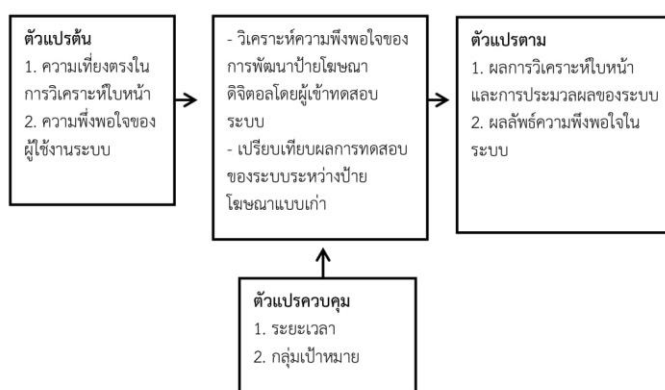 ตัวแปรต้น
1. ความเที่ยงตรงใน
การวิเคราะห์ใบหน้า
2. ความพึ่งพอใจของ
ผู้ใช้งานระบบ
- วิเคราะห์ความพึงพอใจของ
การพัฒนาป้ายโฆษณา
ดิจิตอลโดยผู้เข้าทดสอบ
ระบบ
- เปรียบเทียบผลการทดสอบ
ของระบบระหว่างป้าย
โฆษณาแบบเก่า
ตัวแปรตาม
1. ผลการวิเคราะห์ใบหน้า
และการประมวลผลของระบบ
2. ผลลัพธ์ความพึงพอใจใน
ระบบ
ตัวแปรควบคุม
1. ระยะเวลา
2. กลุ่มเป้าหมาย